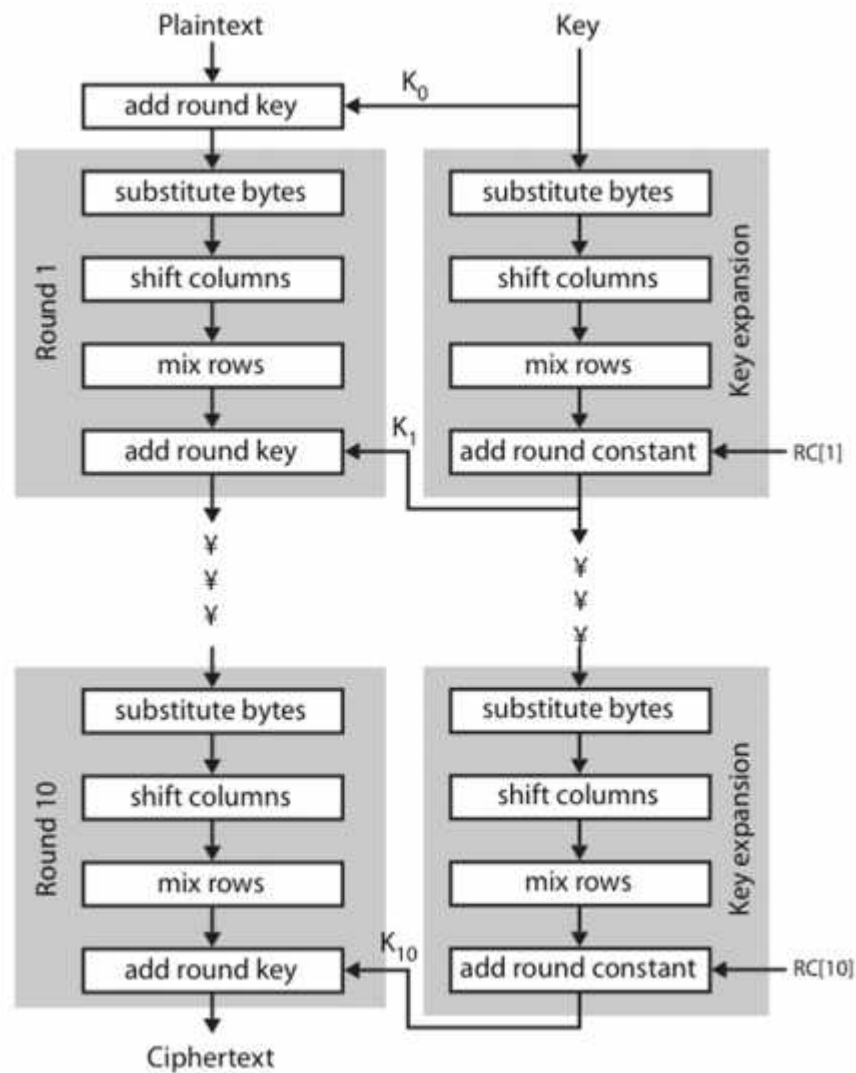 Plaintext
Key
K0
add round key
Round 1
substitute bytes
shift columns
mix rows
add round key
K1
Key expansion
substitute bytes
shift columns
mix rows
add round constant
RC[1]
¥
¥
¥
¥
¥
¥
Round 10
substitute bytes
shift columns
mix rows
add round key
K10
Key expansion
substitute bytes
shift columns
mix rows
add round constant
RC[10]
Ciphertext